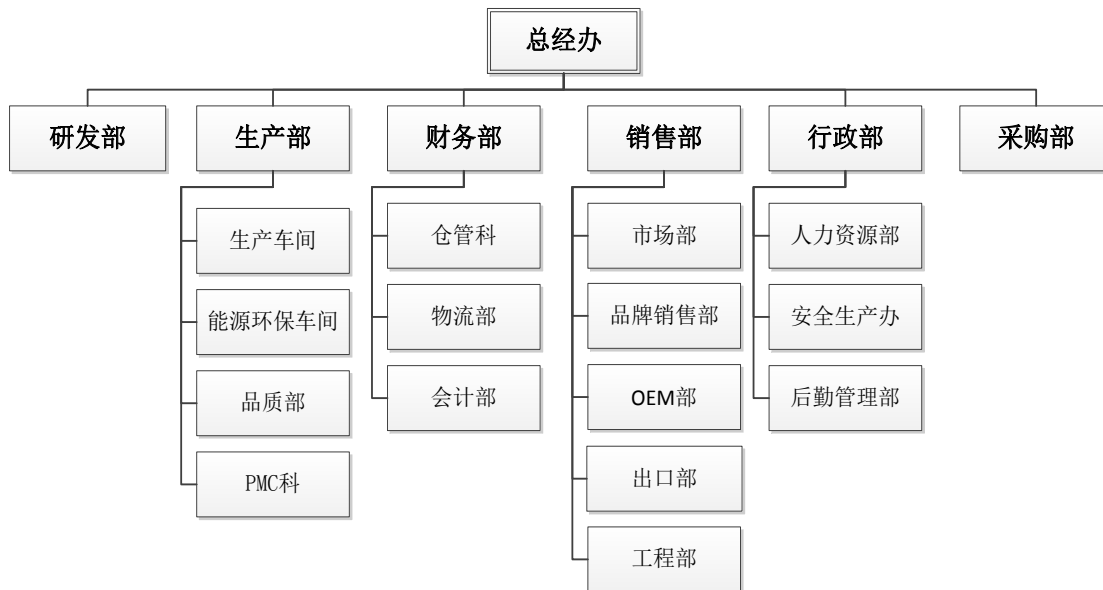 总经办
研发部
生产部
财务部
销售部
行政部
采购部
生产车间
能源环保车间
品质部
PMC科
仓管科
物流部
会计部
市场部
品牌销售部
OEM部
出口部
工程部
人力资源部
安全生产办
后勤管理部